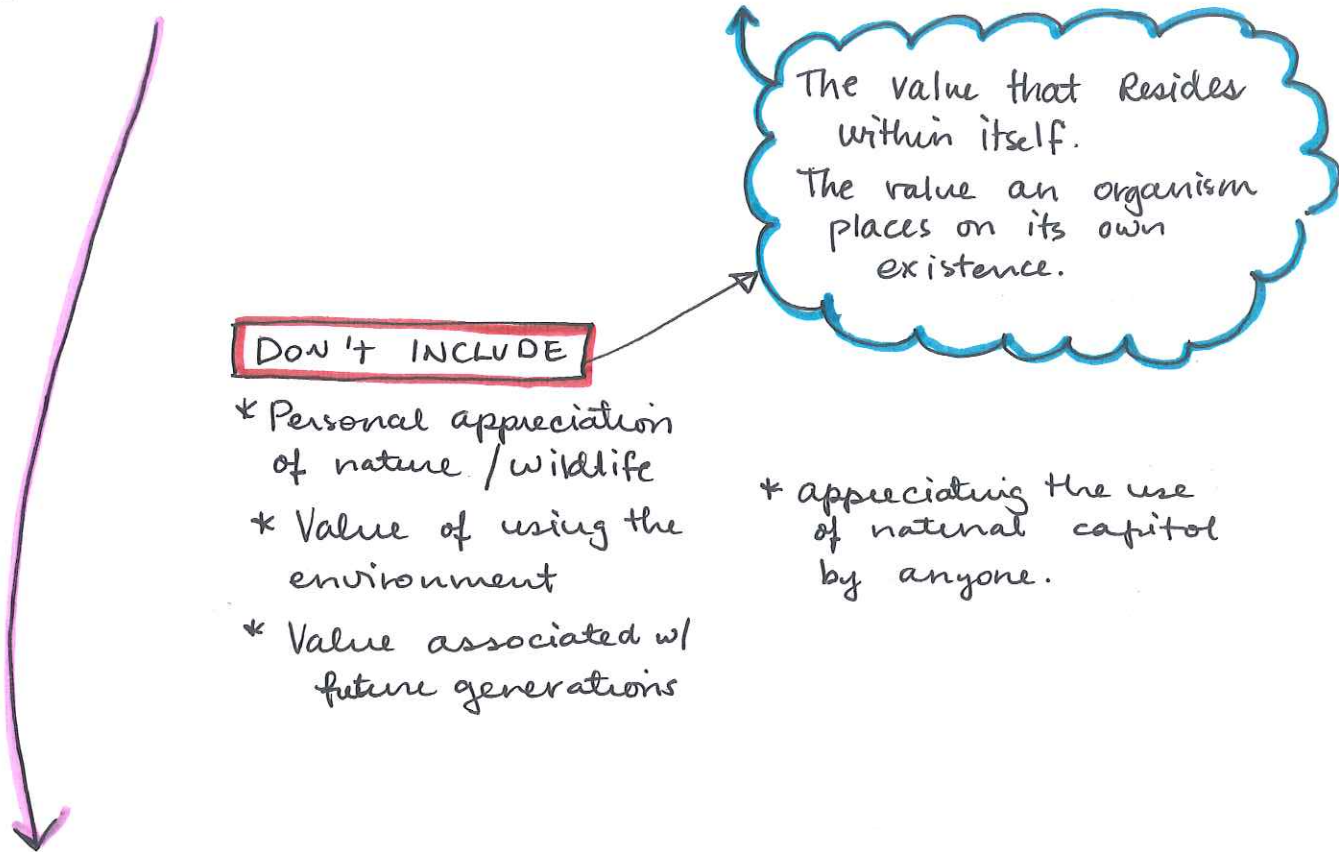 The value that Resides
within itself.
The value an organism
places on its own
existence.
DON'T INCLUDE
* Personal appreciation
of nature / wildlife
* Value of using the
environment
* Value associated w/
future generations
* appreciating the use
of natural capitol
by anyone.